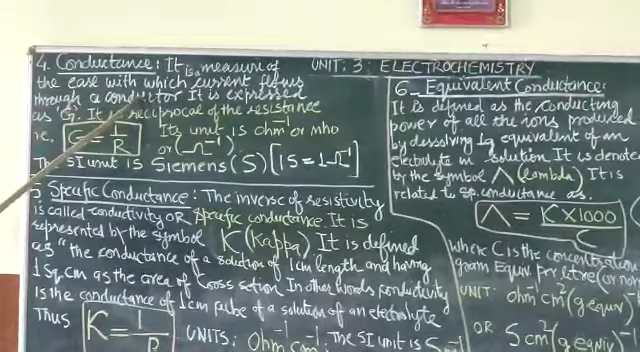 UNIT: 3: ELECTROCHEMISTRY
4. Conductance: It is a measure of
the ease with which current flows
through a conductor It is expressed
as 'G'. It is reciprocal of the resistance
ie. G = 1/R Its unit is ohm⁻¹ or mho
or (Ω⁻¹)
The SI unit is Siemens (S) [1S = 1Ω⁻¹]
5 Specific Conductance: The inverse of resistivity
is called conductivity OR specific conductance. It is
represented by the symbol K (Kappa) It is defined
as "the conductance of a solution of 1cm length and having
1 Sq. cm as the area of Cross section In other words conductivity
is the conductance of 1cm cube of a solution of an electrolyte
Thus K = 1/ρ UNITS: Ohm⁻¹ cm⁻¹. The SI unit is S m⁻¹
6 - Equivalent Conductance:
It is defined as the conducting
power of all the ions produced
by dissolving 1g equivalent of an
electrolyte in solution It is denoted
by the symbol Λ (lambda) It is
related to sp. conductance as.
Λ = K X 1000 / C
Where C is the concentration
gram Equiv. per litre (or
UNIT: ohm⁻¹ cm² (g equiv)
OR S cm² (g equiv)